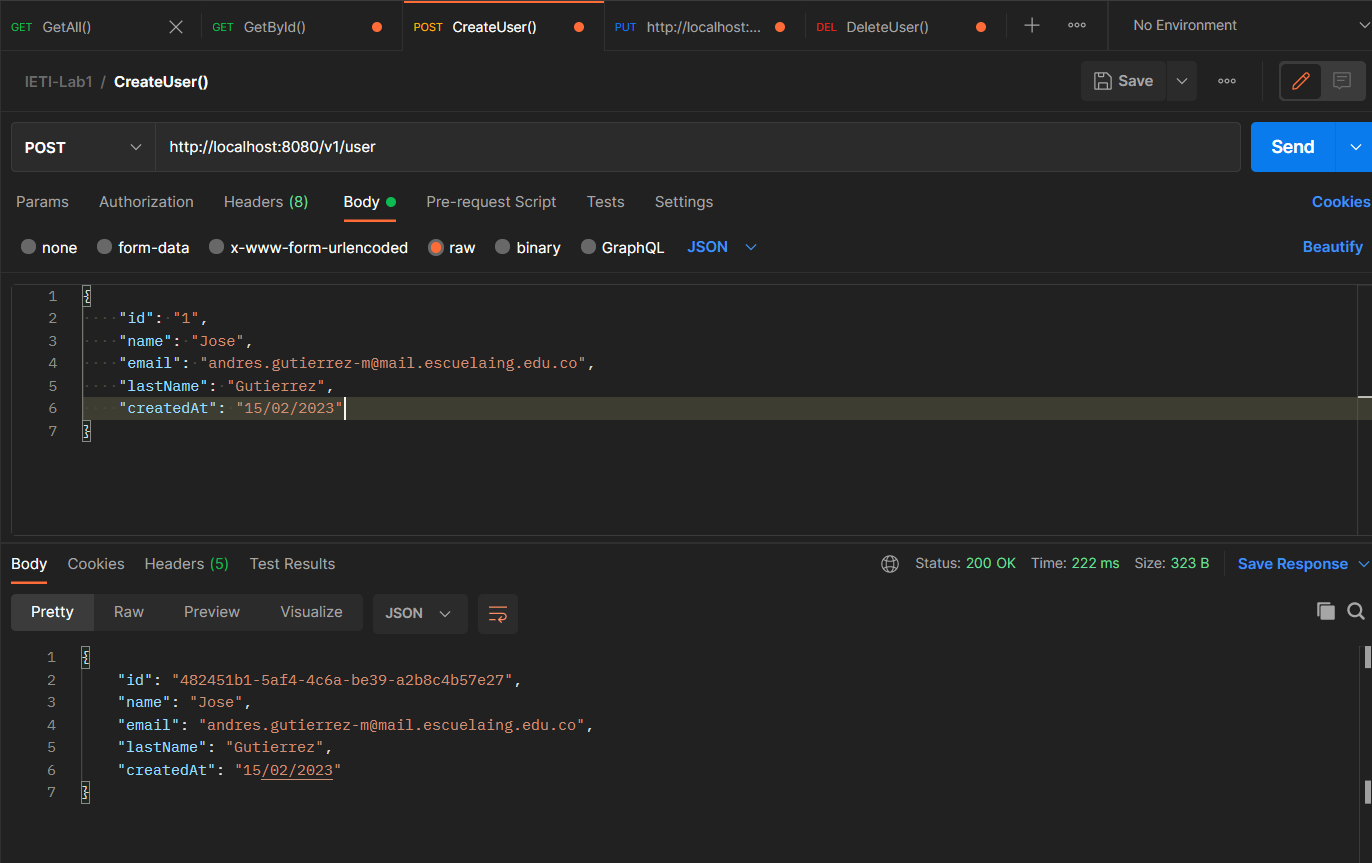 GET GetAll() GET GetById() POST CreateUser() PUT http://localhost:... DEL DeleteUser() No Environment
IETI-Lab1 / CreateUser() Save
POST http://localhost:8080/v1/user Send
Params Authorization Headers (8) Body Pre-request Script Tests Settings Cookies
none form-data x-www-form-urlencoded raw binary GraphQL JSON Beautify
1 {
2 "id": "1",
3 "name": "Jose",
4 "email": "andres.gutierrez-m@mail.escuelaing.edu.co",
5 "lastName": "Gutierrez",
6 "createdAt": "15/02/2023"
7 }
Body Cookies Headers (5) Test Results Status: 200 OK Time: 222 ms Size: 323 B Save Response
Pretty Raw Preview Visualize JSON
1 {
2 "id": "482451b1-5af4-4c6a-be39-a2b8c4b57e27",
3 "name": "Jose",
4 "email": "andres.gutierrez-m@mail.escuelaing.edu.co",
5 "lastName": "Gutierrez",
6 "createdAt": "15/02/2023"
7 }